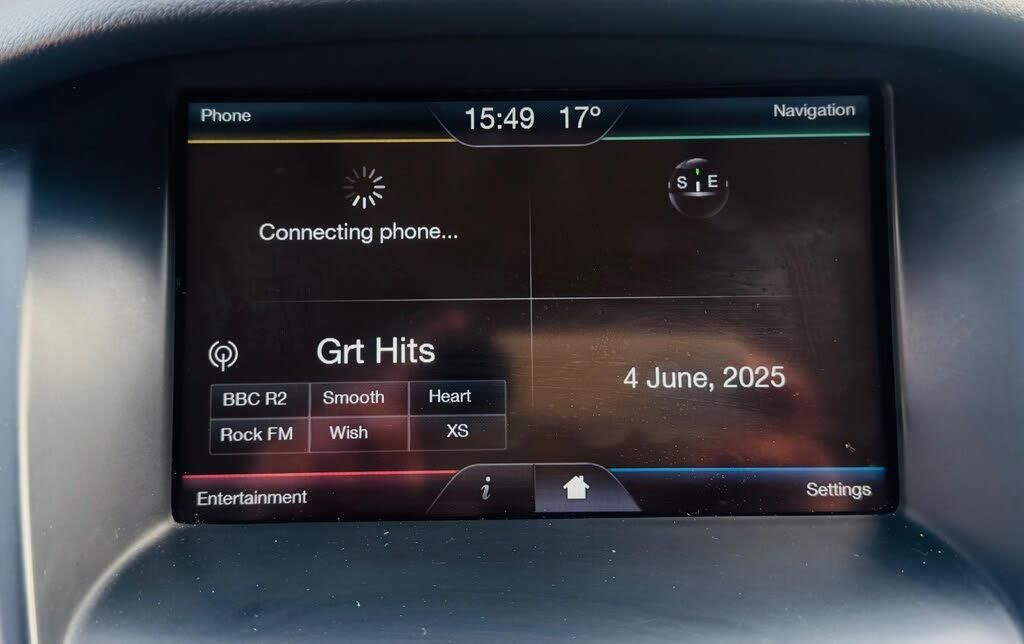 Phone
15:49 17°
Navigation
S E
Connecting phone...
Grt Hits
BBC R2 Smooth Heart
Rock FM Wish XS
4 June, 2025
Entertainment
i
Settings